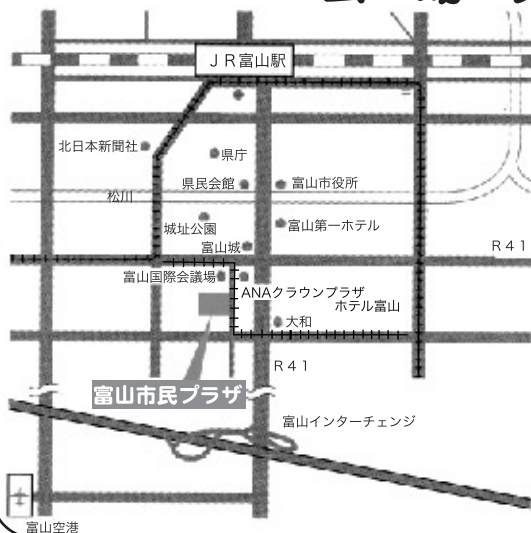 ＪＲ富山駅
北日本新聞社
県庁
県民会館
富山市役所
松川
城址公園
富山第一ホテル
富山城
Ｒ４１
富山国際会議場
ANAクラウンプラザ
ホテル富山
大和
Ｒ４１
富山市民プラザ
富山インターチェンジ
富山空港